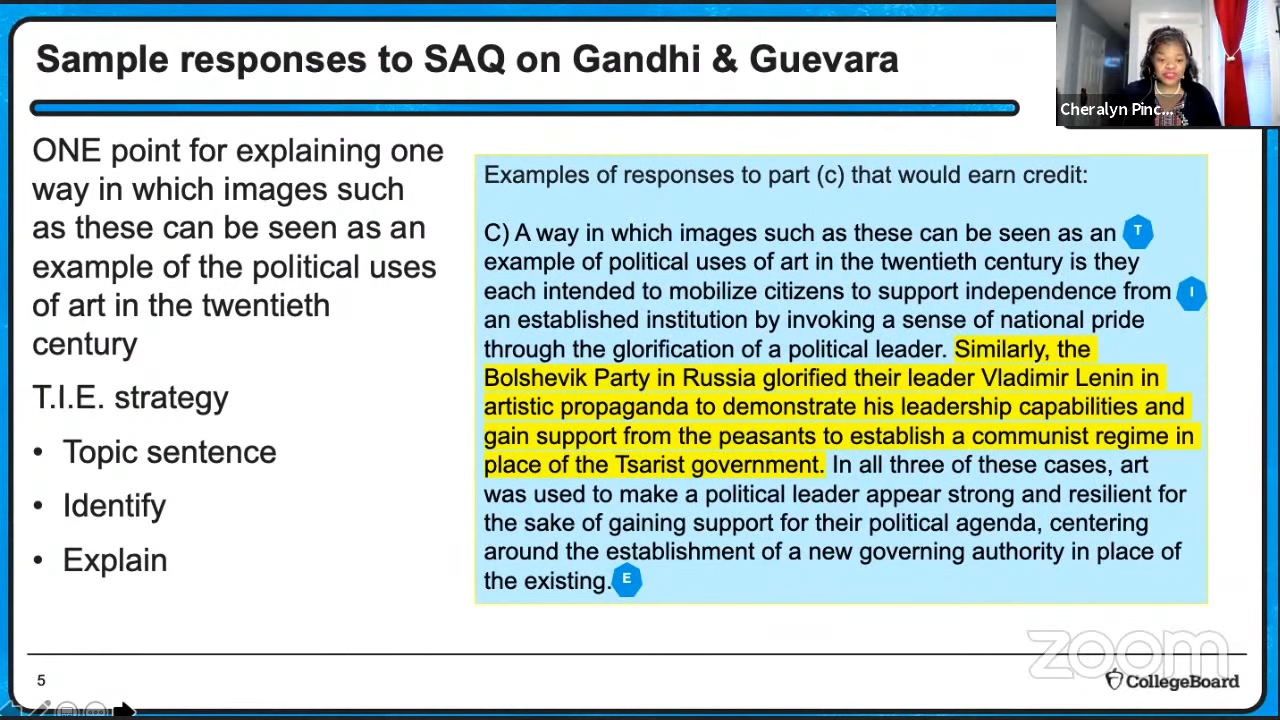 Sample responses to SAQ on Gandhi & Guevara
Cheralyn Pinc...
ONE point for explaining one
way in which images such
as these can be seen as an
example of the political uses
of art in the twentieth
century
T.I.E. strategy
• Topic sentence
• Identify
• Explain
Examples of responses to part (c) that would earn credit:
C) A way in which images such as these can be seen as an T
example of political uses of art in the twentieth century is they
each intended to mobilize citizens to support independence from I
an established institution by invoking a sense of national pride
through the glorification of a political leader. Similarly, the
Bolshevik Party in Russia glorified their leader Vladimir Lenin in
artistic propaganda to demonstrate his leadership capabilities and
gain support from the peasants to establish a communist regime in
place of the Tsarist government. In all three of these cases, art
was used to make a political leader appear strong and resilient for
the sake of gaining support for their political agenda, centering
around the establishment of a new governing authority in place of
the existing. E
zoom
5
CollegeBoard